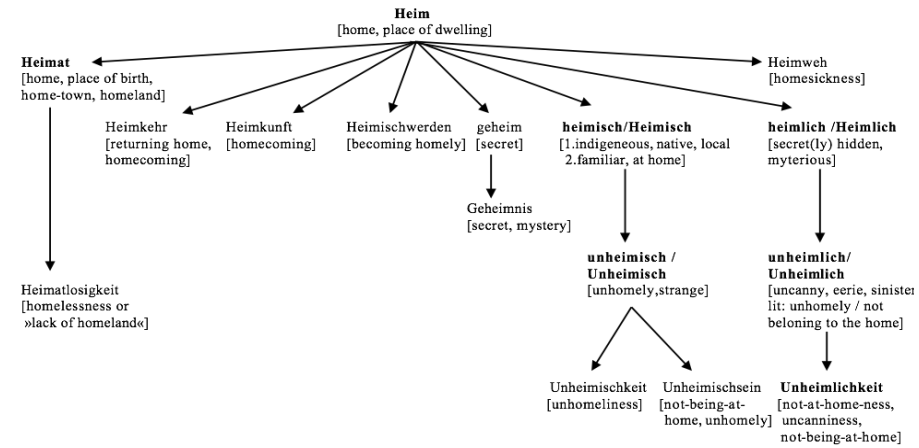 Heim
[home, place of dwelling]
Heimat
[home, place of birth,
home-town, homeland]
Heimweh
[homesickness]
Heimkehr
[returning home,
homecoming]
Heimkunft
[homecoming]
Heimischwerden
[becoming homely]
geheim
[secret]
heimisch/Heimisch
[1.indigeneous, native, local
2.familiar, at home]
heimlich /Heimlich
[secret(ly) hidden,
myterious]
Geheimnis
[secret, mystery]
unheimisch /
Unheimisch
[unhomely,strange]
unheimlich/
Unheimlich
[uncanny, eerie, sinister
lit: unhomely / not
beloning to the home]
Heimatlosigkeit
[homelessness or
»lack of homeland«]
Unheimischkeit
[unhomeliness]
Unheimischsein
[not-being-at-
home, unhomely]
Unheimlichkeit
[not-at-home-ness,
uncanniness,
not-being-at-home]